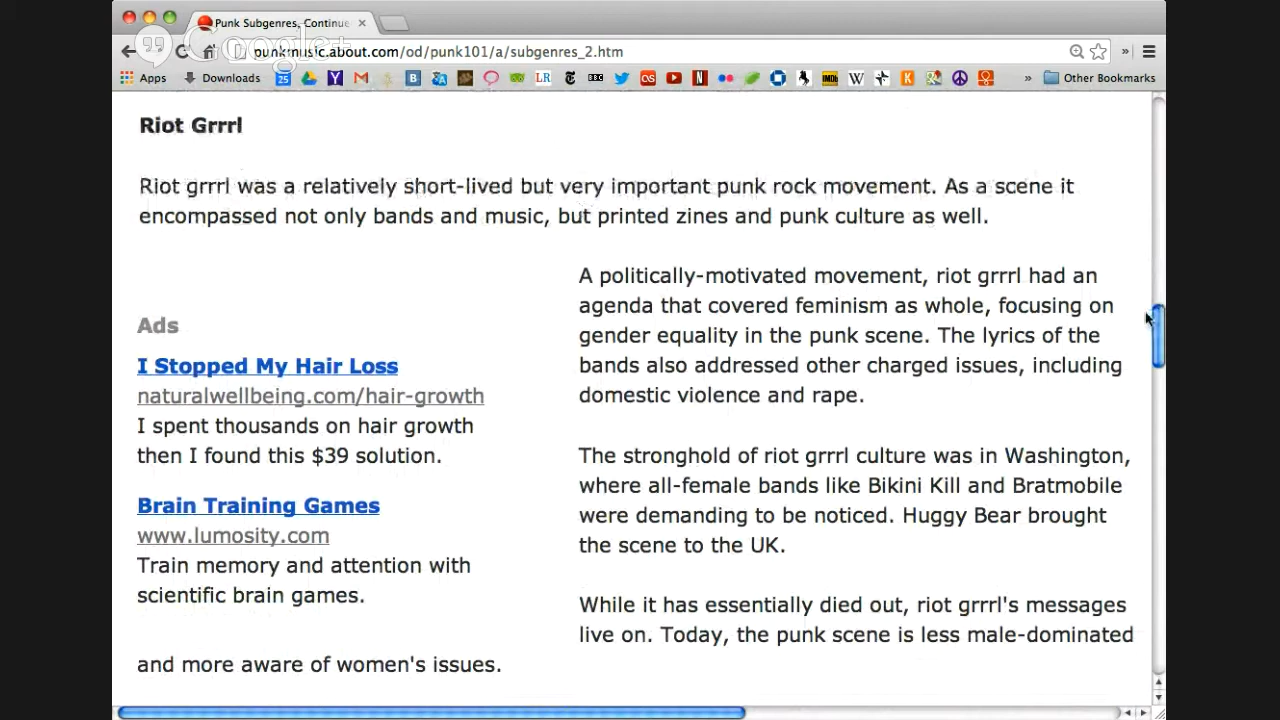 Punk Subgenres, Continue
Google+
punkmusic.about.com/od/punk101/a/subgenres_2.htm
Apps
Downloads
25
Y
B
LR
T
BBC
N
IMDb
W
K
Other Bookmarks
Riot Grrrl
Riot grrrl was a relatively short-lived but very important punk rock movement. As a scene it
encompassed not only bands and music, but printed zines and punk culture as well.
A politically-motivated movement, riot grrrl had an
agenda that covered feminism as whole, focusing on
gender equality in the punk scene. The lyrics of the
bands also addressed other charged issues, including
domestic violence and rape.
The stronghold of riot grrrl culture was in Washington,
where all-female bands like Bikini Kill and Bratmobile
were demanding to be noticed. Huggy Bear brought
the scene to the UK.
While it has essentially died out, riot grrrl's messages
live on. Today, the punk scene is less male-dominated
and more aware of women's issues.
Ads
I Stopped My Hair Loss
naturalwellbeing.com/hair-growth
I spent thousands on hair growth
then I found this $39 solution.
Brain Training Games
www.lumosity.com
Train memory and attention with
scientific brain games.